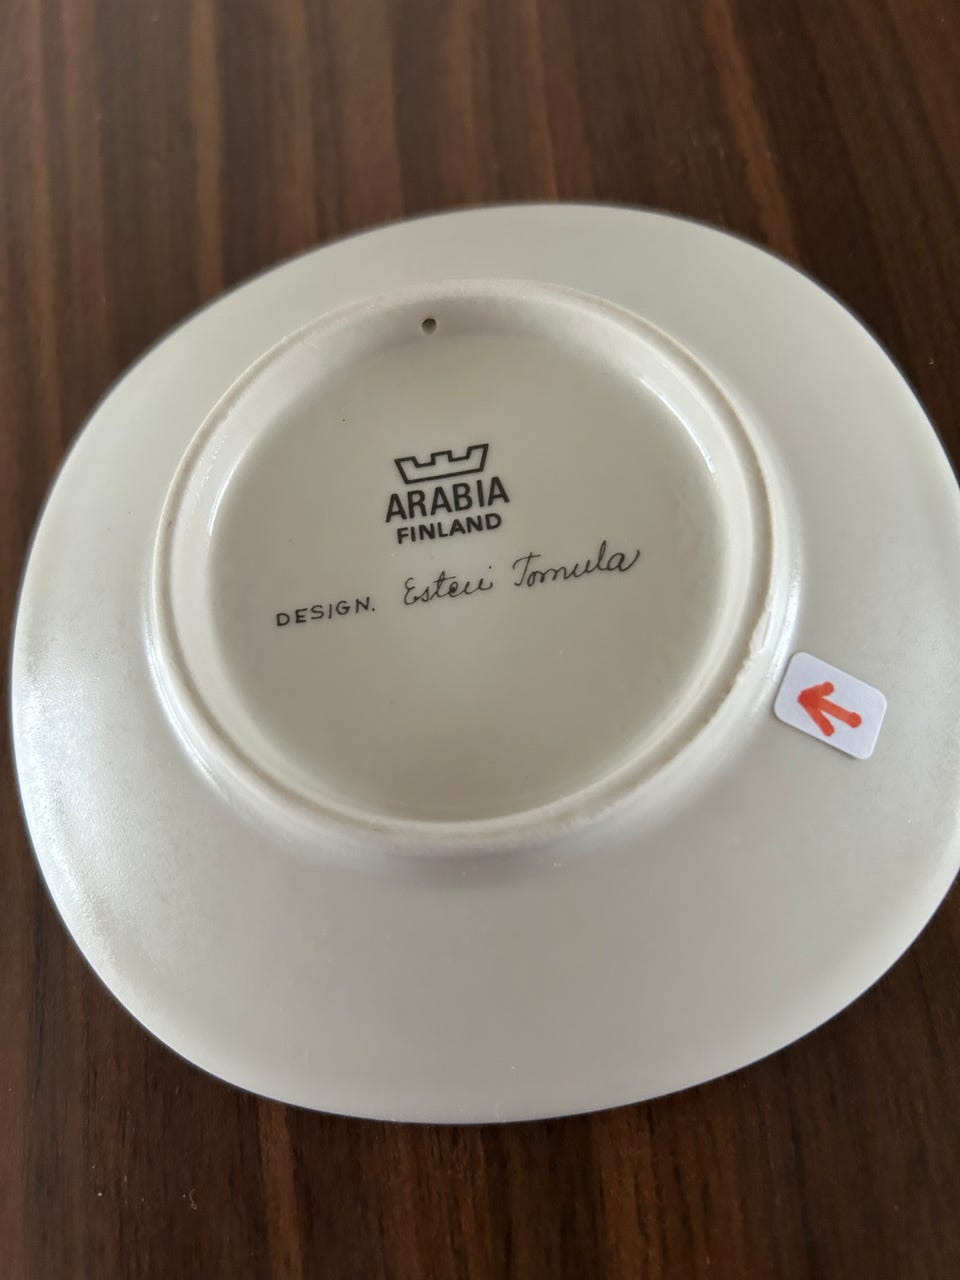 ARABIA
FINLAND
DESIGN. Esteri Tomula